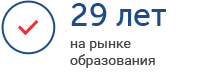 29 лет
на рынке
образования